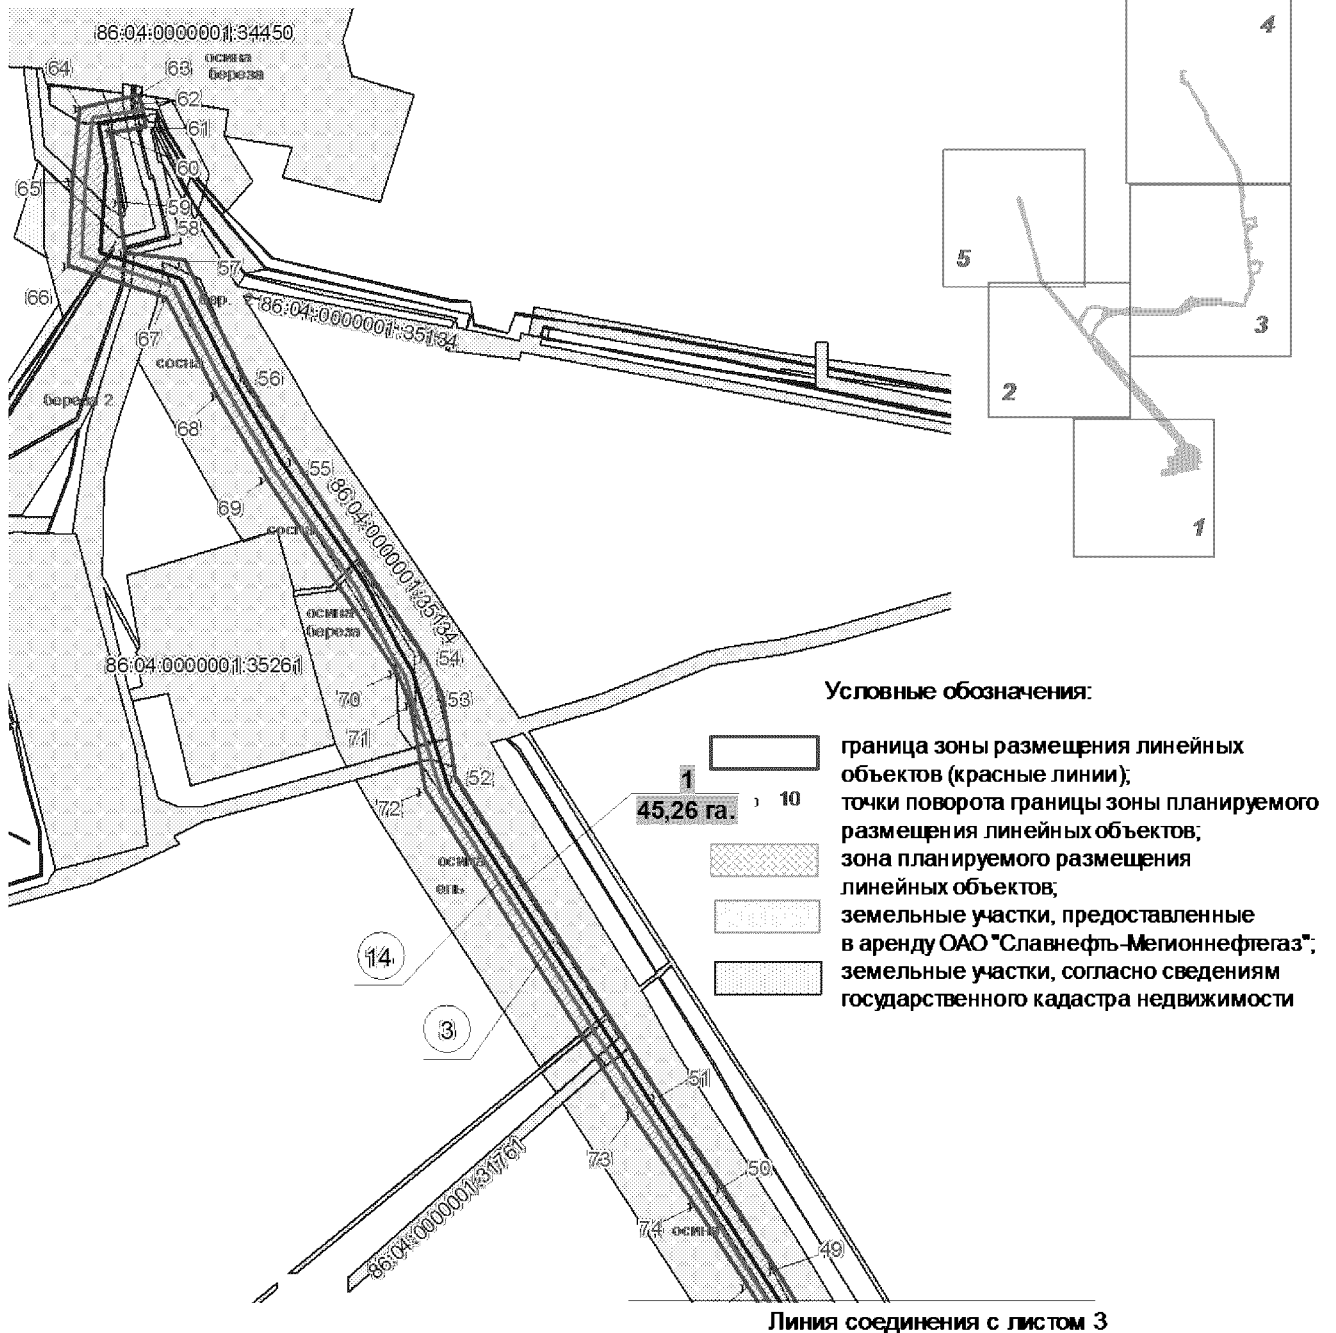 86:04:0000001:34450
осина
береза
64
63
62
61
60
65
59
58
57
66
86:04:0000001:35134
67
сосна
56
береза 2
68
55
69
86:04:0000001:35134
осина
береза
86:04:0000001:35261
54
70
53
71
52
72
осина
ель
14
3
51
73
50
86:04:0000001:31761
74
осина
49
4
5
3
2
1
Условные обозначения:
граница зоны размещения линейных
объектов (красные линии);
1
45,26 га.
10
точки поворота границы зоны планируемого
размещения линейных объектов;
зона планируемого размещения
линейных объектов;
земельные участки, предоставленные
в аренду ОАО "Славнефть-Мегионнефтегаз";
земельные участки, согласно сведениям
государственного кадастра недвижимости
Линия соединения с листом 3